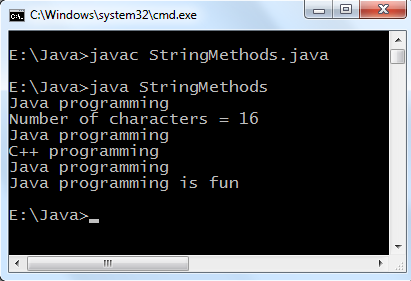 C:\Windows\system32\cmd.exe
E:\Java>javac StringMethods.java
E:\Java>java StringMethods
Java programming
Number of characters = 16
Java programming
C++ programming
Java programming
Java programming is fun
E:\Java>_